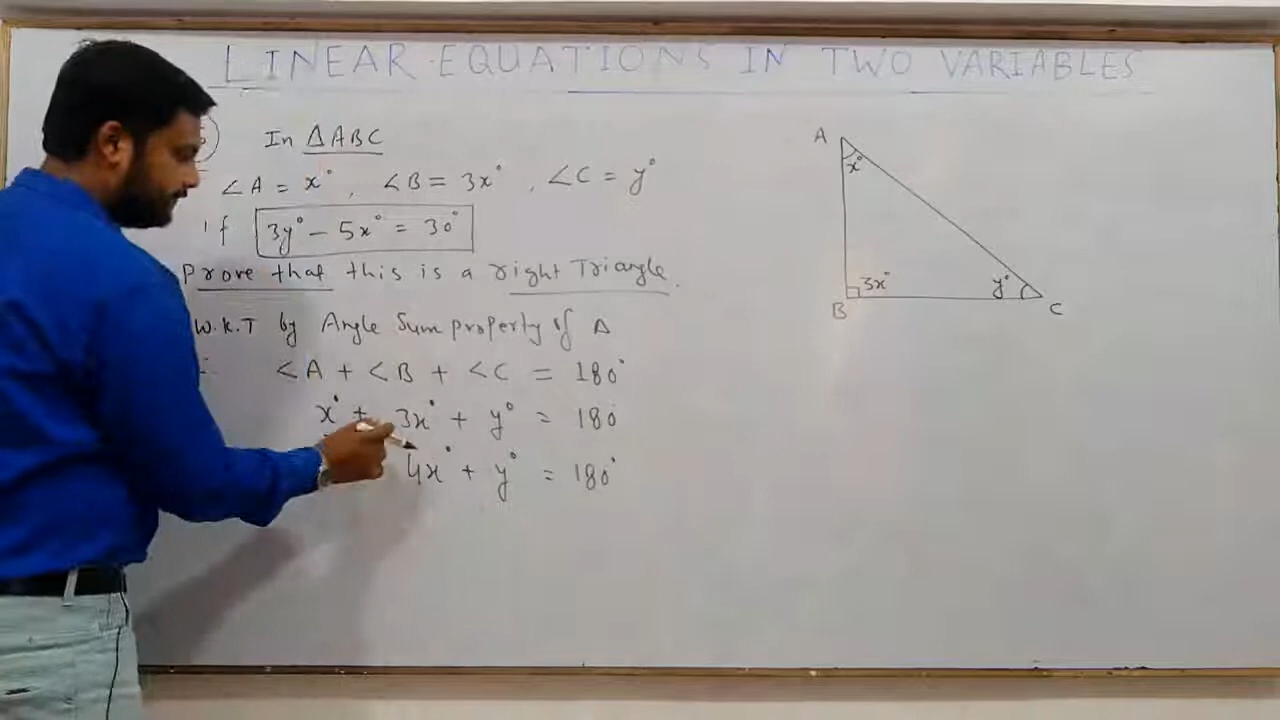 LINEAR EQUATIONS IN TWO VARIABLES
In ΔABC
∠A = x°, ∠B = 3x°, ∠C = y°
If 3y° - 5x° = 30°
Prove that this is a right Triangle.
W.K.T by Angle Sum property of Δ
∠A + ∠B + ∠C = 180°
x° + 3x° + y° = 180°
4x° + y° = 180°
A
x°
3x° y°
B C